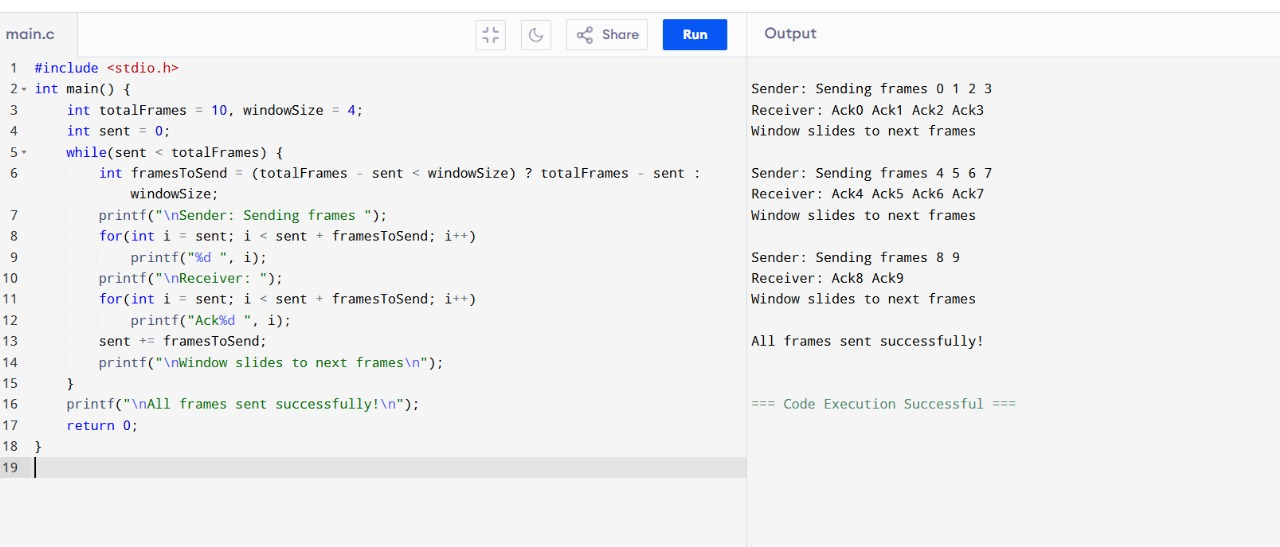 main.c
Share
Run
Output
1 #include <stdio.h>
2 int main() {
3     int totalFrames = 10, windowSize = 4;
4     int sent = 0;
5     while(sent < totalFrames) {
6         int framesToSend = (totalFrames - sent < windowSize) ? totalFrames - sent :
            windowSize;
7         printf("\nSender: Sending frames ");
8         for(int i = sent; i < sent + framesToSend; i++)
9             printf("%d ", i);
10         printf("\nReceiver: ");
11         for(int i = sent; i < sent + framesToSend; i++)
12             printf("Ack%d ", i);
13         sent += framesToSend;
14         printf("\nWindow slides to next frames\n");
15     }
16     printf("\nAll frames sent successfully!\n");
17     return 0;
18 }
19
Sender: Sending frames 0 1 2 3
Receiver: Ack0 Ack1 Ack2 Ack3
Window slides to next frames
Sender: Sending frames 4 5 6 7
Receiver: Ack4 Ack5 Ack6 Ack7
Window slides to next frames
Sender: Sending frames 8 9
Receiver: Ack8 Ack9
Window slides to next frames
All frames sent successfully!
=== Code Execution Successful ===